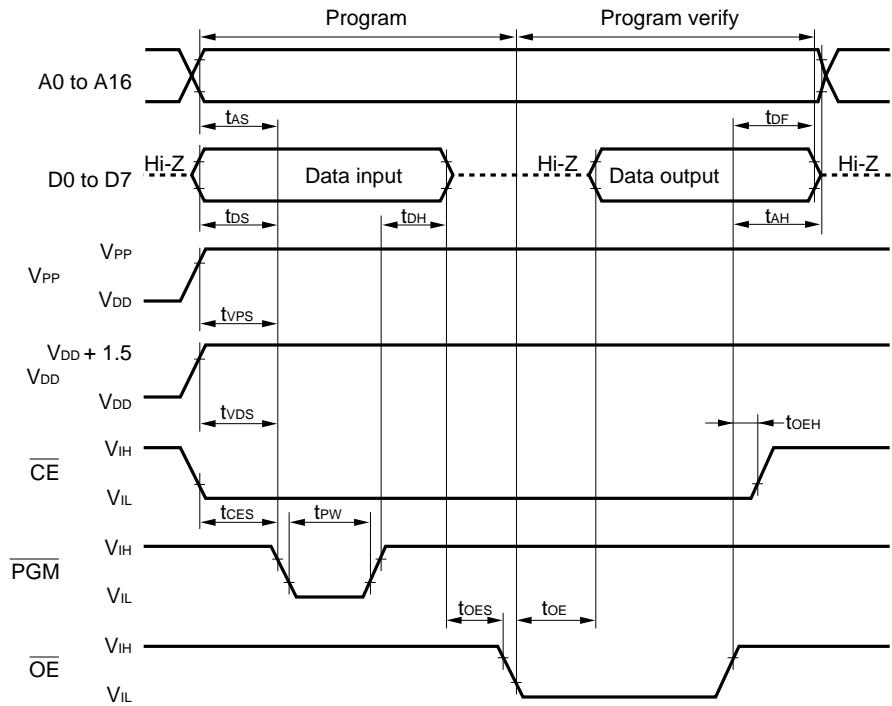 Program Program verify
A0 to A16
tAS tDF
Hi-Z Hi-Z Hi-Z
D0 to D7 Data input Data output
tDS tDH tAH
VPP
VPP
VDD
tVPS
VDD + 1.5
VDD
VDD
tVDS
tOEH
VIH
CE
VIL
tCES tPW
VIH
PGM
VIL
tOES tOE
VIH
OE
VIL